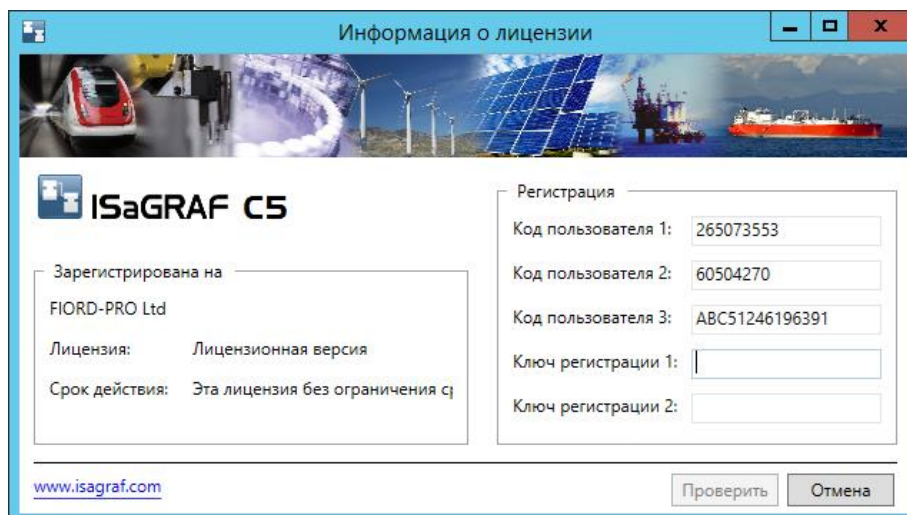 Информация о лицензии
ISaGRAF C5
Зарегистрирована на
FIORD-PRO Ltd
Лицензия: Лицензионная версия
Срок действия: Эта лицензия без ограничения ср
Регистрация
Код пользователя 1: 265073553
Код пользователя 2: 60504270
Код пользователя 3: ABC51246196391
Ключ регистрации 1:
Ключ регистрации 2:
www.isagraf.com
Проверить
Отмена